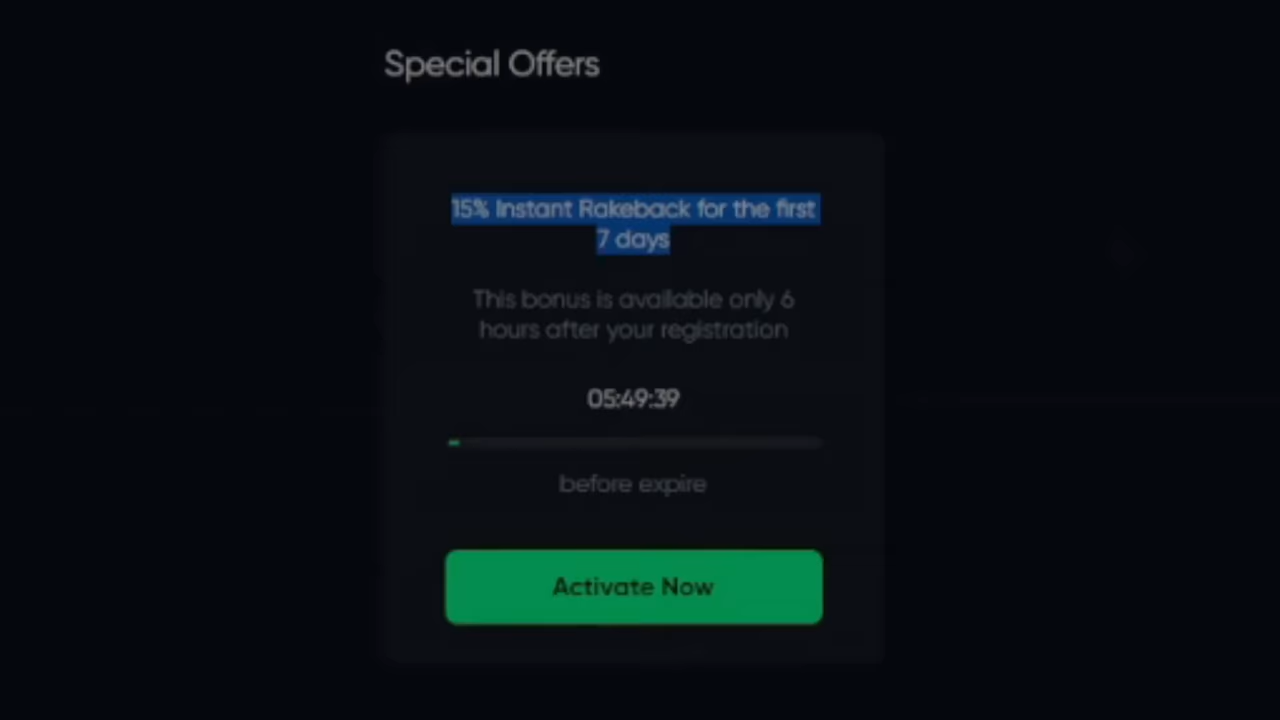 Special Offers
15% Instant Rakeback for the first
7 days
This bonus is available only 6
hours after your registration
05:49:39
before expire
Activate Now